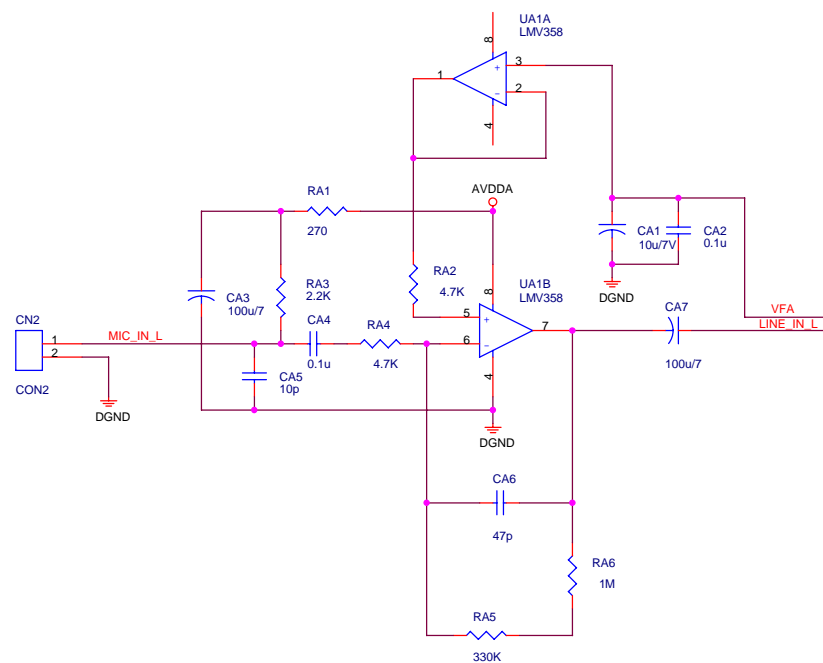 UA1A
LMV358
8
3
1
2
4
AVDDA
RA1
270
CA1
10u/7V
CA2
0.1u
DGND
RA2
4.7K
UA1B
LMV358
8
5
6
7
4
CA3
100u/7
RA3
2.2K
CA4
0.1u
RA4
4.7K
CA7
100u/7
VFA
LINE_IN_L
CN2
1
2
CON2
MIC_IN_L
CA5
10p
DGND
DGND
CA6
47p
RA6
1M
RA5
330K